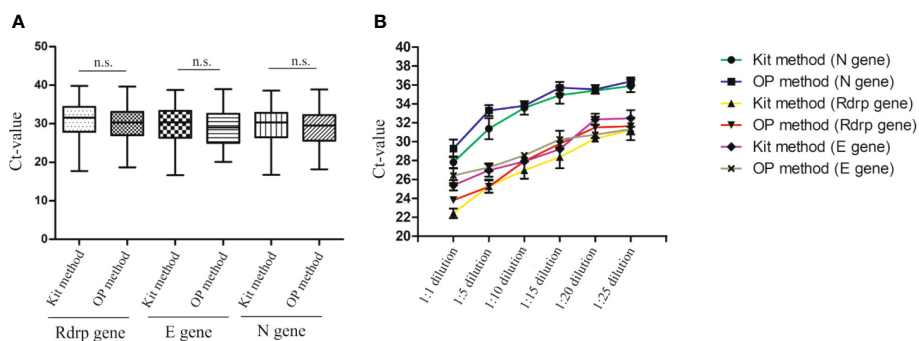 A
50
40
30
20
10
0
Ct-value
n.s.
n.s.
n.s.
Kit method
OP method
Kit method
OP method
Kit method
OP method
Rdrp gene
E gene
N gene
B
40
38
36
34
32
30
28
26
24
22
20
Ct-value
1:1 dilution
1:5 dilution
1:10 dilution
1:15 dilution
1:20 dilution
1:25 dilution
Kit method (N gene)
OP method (N gene)
Kit method (Rdrp gene)
OP method (Rdrp gene)
Kit method (E gene)
OP method (E gene)